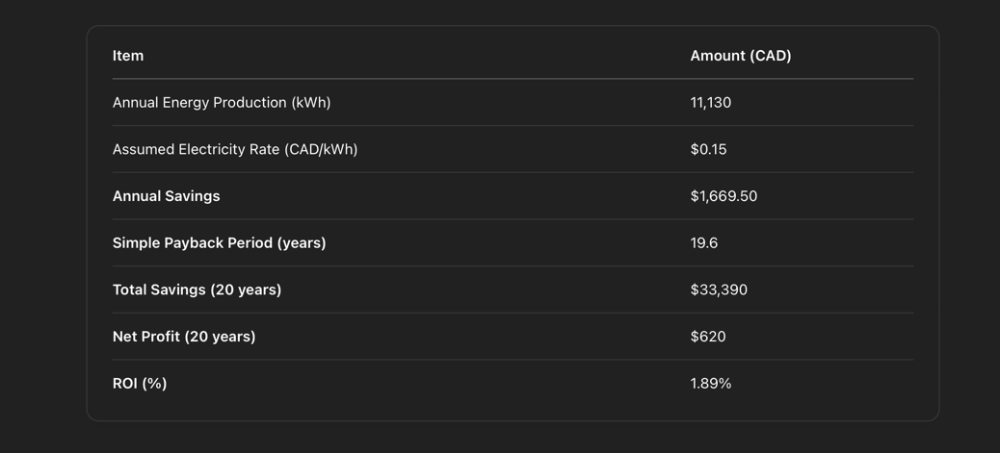 Item Amount (CAD)
Annual Energy Production (kWh) 11,130
Assumed Electricity Rate (CAD/kWh) $0.15
Annual Savings $1,669.50
Simple Payback Period (years) 19.6
Total Savings (20 years) $33,390
Net Profit (20 years) $620
ROI (%) 1.89%